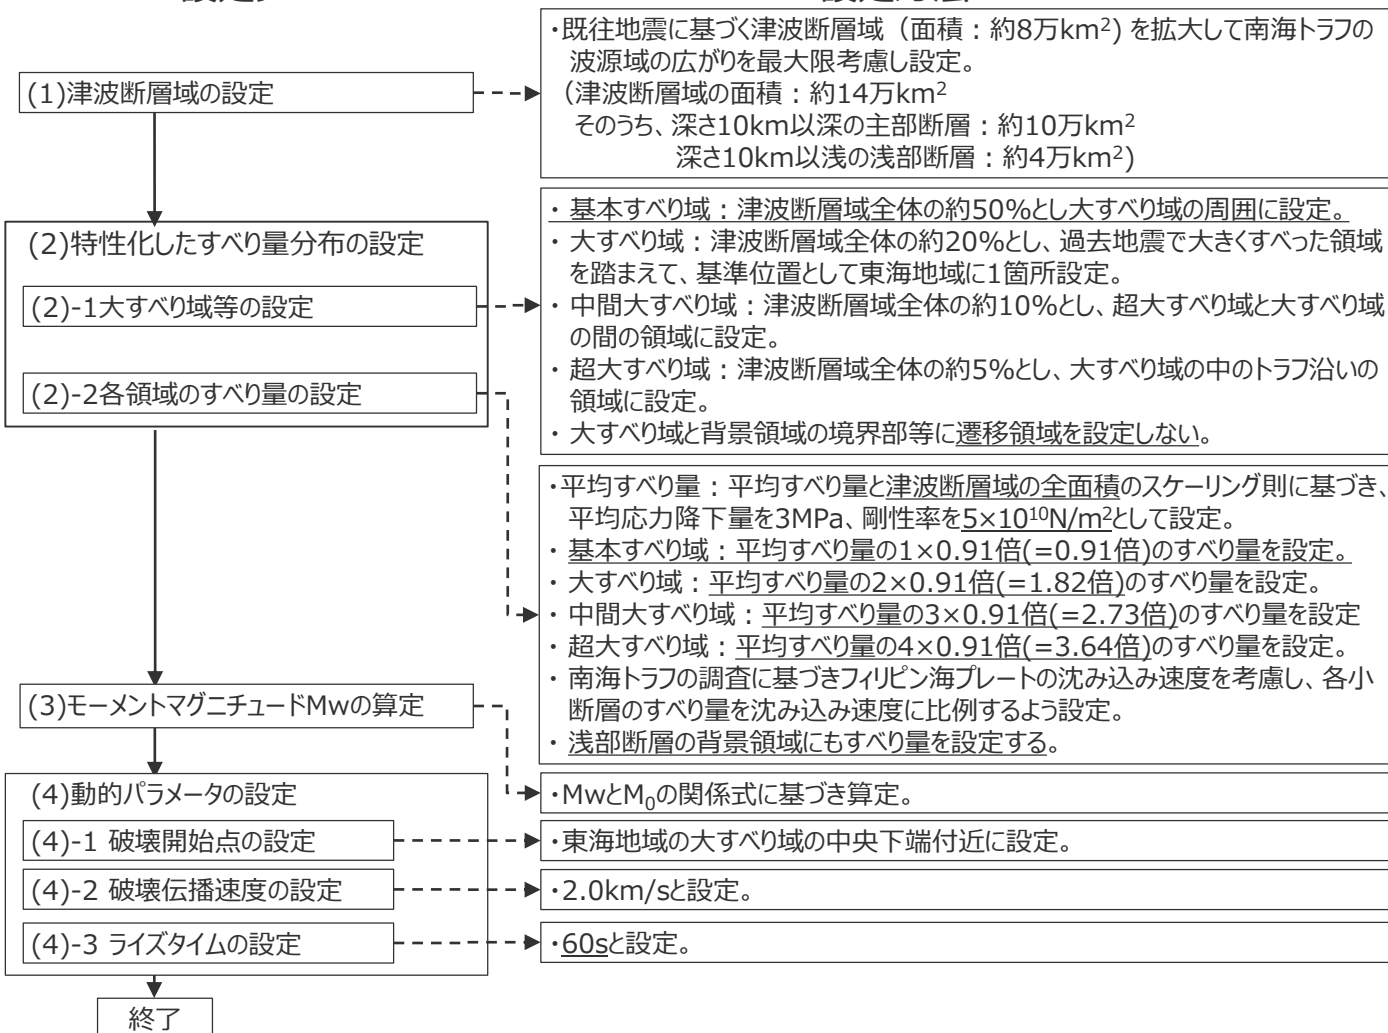 (1)津波断層域の設定
・既往地震に基づく津波断層域（面積：約8万km2) を拡大して南海トラフの
波源域の広がりを最大限考慮し設定。
（津波断層域の面積：約14万km2
そのうち、深さ10km以深の主部断層：約10万km2
深さ10km以浅の浅部断層：約4万km2)
(2)特性化したすべり量分布の設定
(2)-1大すべり域等の設定
(2)-2各領域のすべり量の設定
・ 基本すべり域：津波断層域全体の約50%とし大すべり域の周囲に設定。
・ 大すべり域：津波断層域全体の約20%とし、過去地震で大きくすべった領域
を踏まえて、基準位置として東海地域に1箇所設定。
・ 中間大すべり域：津波断層域全体の約10%とし、超大すべり域と大すべり域
の間の領域に設定。
・ 超大すべり域：津波断層域全体の約5%とし、大すべり域の中のトラフ沿いの
領域に設定。
・ 大すべり域と背景領域の境界部等に遷移領域を設定しない。
・平均すべり量：平均すべり量と津波断層域の全面積のスケーリング則に基づき、
平均応力降下量を3MPa、剛性率を5×1010N/m2として設定。
・ 基本すべり域：平均すべり量の1×0.91倍(=0.91倍)のすべり量を設定。
・ 大すべり域：平均すべり量の2×0.91倍(=1.82倍)のすべり量を設定。
・ 中間大すべり域：平均すべり量の3×0.91倍(=2.73倍)のすべり量を設定
・ 超大すべり域：平均すべり量の4×0.91倍(=3.64倍)のすべり量を設定。
・ 南海トラフの調査に基づきフィリピン海プレートの沈み込み速度を考慮し、各小
断層のすべり量を沈み込み速度に比例するよう設定。
・ 浅部断層の背景領域にもすべり量を設定する。
(3)モーメントマグニチュードMwの算定
・MwとM0の関係式に基づき算定。
(4)動的パラメータの設定
(4)-1 破壊開始点の設定
・東海地域の大すべり域の中央下端付近に設定。
(4)-2 破壊伝播速度の設定
・2.0km/sと設定。
(4)-3 ライズタイムの設定
・60sと設定。
終了